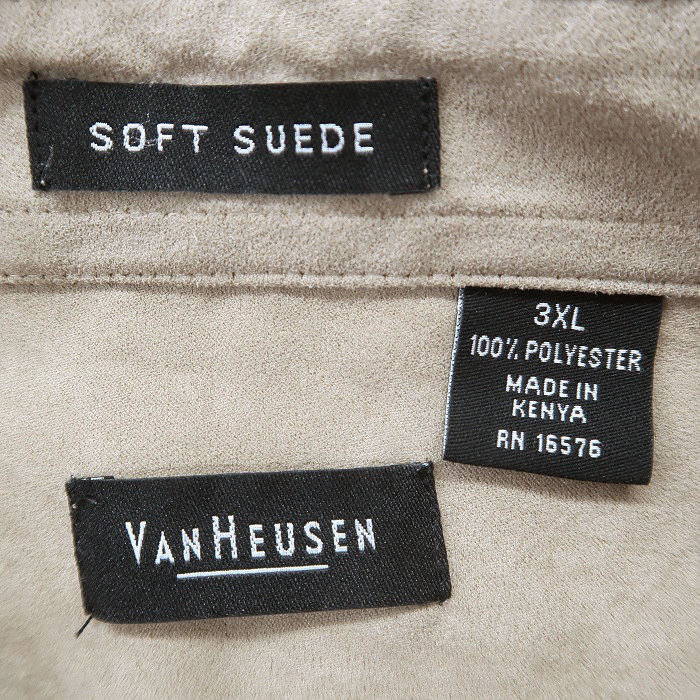 SOFT SUEDE
3XL
100% POLYESTER
MADE IN
KENYA
RN 16576
VANHEUSEN